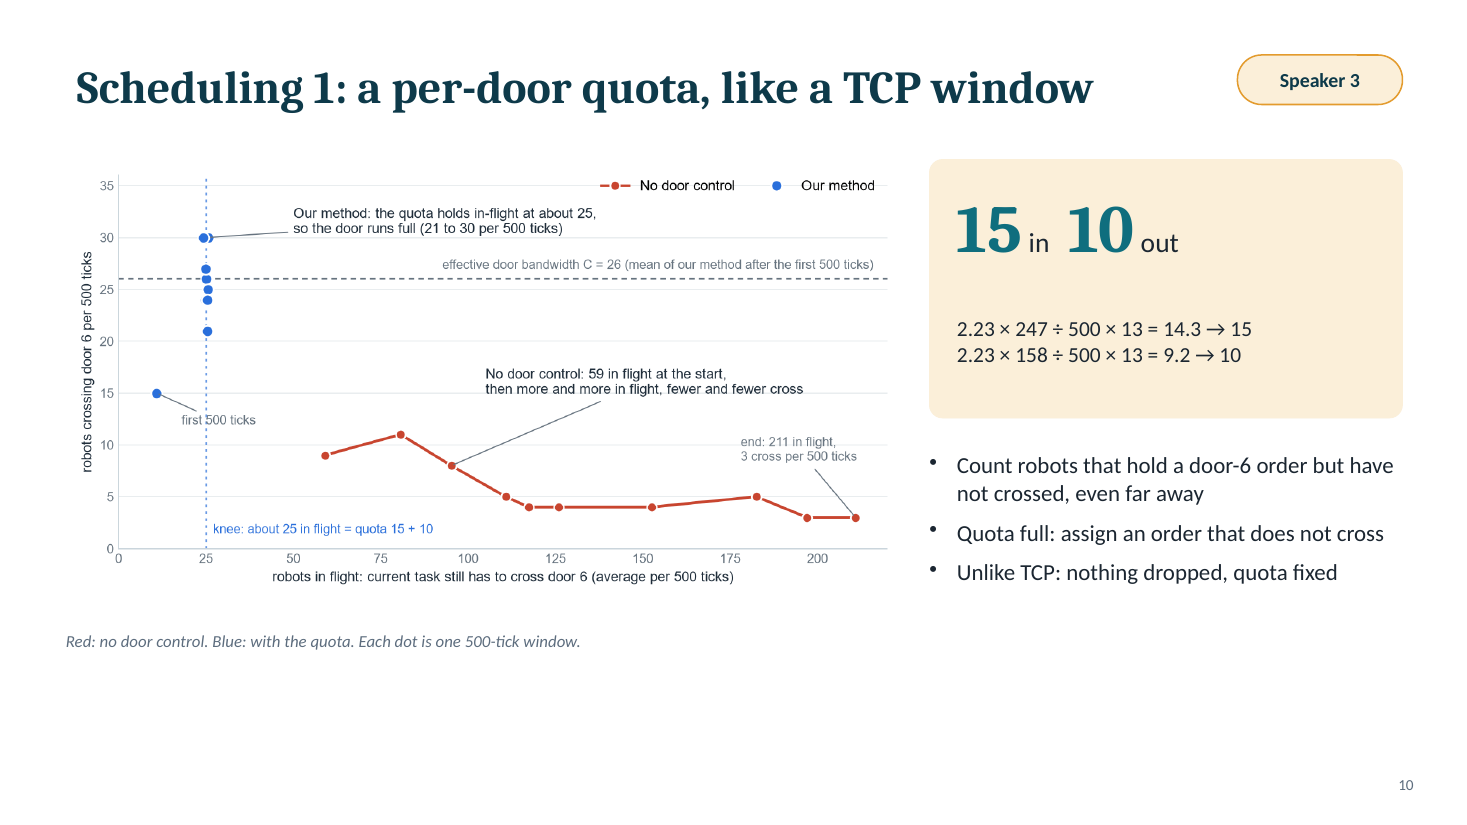 Scheduling 1: a per-door quota, like a TCP window
Speaker 3
No door control
Our method
Our method: the quota holds in-flight at about 25,
so the door runs full (21 to 30 per 500 ticks)
effective door bandwidth C = 26 (mean of our method after the first 500 ticks)
No door control: 59 in flight at the start,
then more and more in flight, fewer and fewer cross
first 500 ticks
end: 211 in flight,
3 cross per 500 ticks
knee: about 25 in flight = quota 15 + 10
robots crossing door 6 per 500 ticks
35
30
25
20
15
10
5
0
0 25 50 75 100 125 150 175 200
robots in flight: current task still has to cross door 6 (average per 500 ticks)
Red: no door control. Blue: with the quota. Each dot is one 500-tick window.
15 in 10 out
2.23 × 247 ÷ 500 × 13 = 14.3 → 15
2.23 × 158 ÷ 500 × 13 = 9.2 → 10
• Count robots that hold a door-6 order but have
not crossed, even far away
• Quota full: assign an order that does not cross
• Unlike TCP: nothing dropped, quota fixed
10